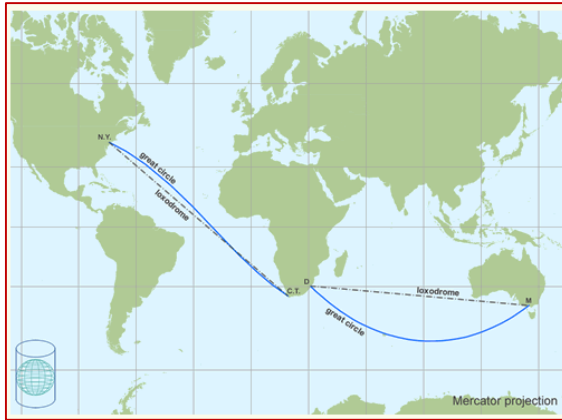 N.Y.
great circle
loxodrome
D
C.T.
loxodrome
M
great circle
Mercator projection